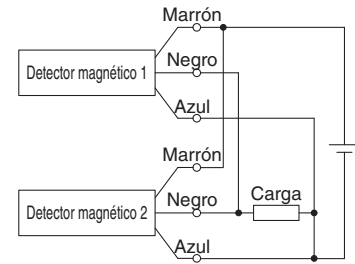 Marrón
Negro
Detector magnético 1
Azul
Marrón
Negro
Carga
Detector magnético 2
Azul